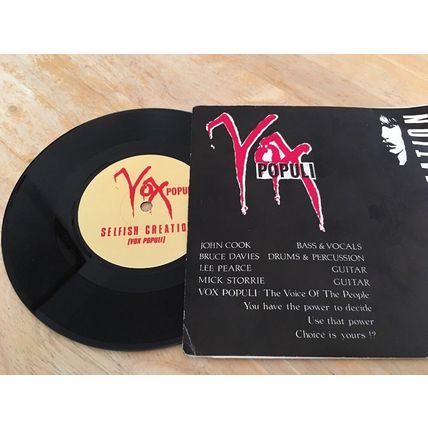 VOX POPULI
SELFISH CREATION
(VOX POPULI)
VOX
POPULI
JOHN COOK BASS & VOCALS
BRUCE DAVIES DRUMS & PERCUSSION
LEE PEARCE GUITAR
MICK STORRIE GUITAR
VOX POPULI: The Voice Of The People
You have the power to decide
Use that power
Choice is yours !?